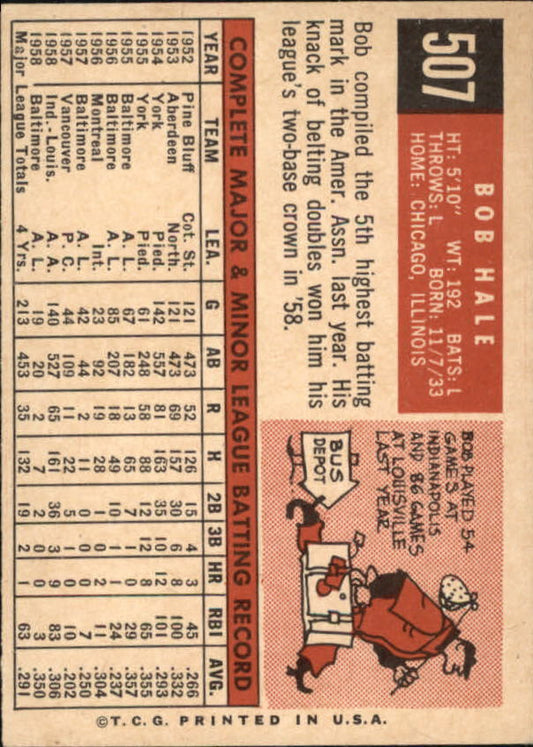 507
BOB HALE
HT: 5'10" WT: 192 BATS: L
THROWS: L BORN: 11/7/33
HOME: CHICAGO, ILLINOIS
Bob compiled the 5th highest batting
mark in the Amer. Assn. last year. His
knack of belting doubles won him his
league's two-base crown in '58.
BOB PLAYED 54
GAMES AT
INDIANAPOLIS
AND 86 GAMES
AT LOUISVILLE
LAST YEAR
BUS
DEPOT
COMPLETE MAJOR & MINOR LEAGUE BATTING RECORD
YEAR TEAM LEA. G AB R H 2B 3B HR RBI AVG.
1952 Pine Bluff Cot. St. 121 473 52 126 15 4 3 45 .266
1953 Aberdeen North. 121 473 69 157 30 6 8 100 .332
1954 York Pied. 142 557 81 163 35 10 12 101 .293
1955 York Pied. 61 248 58 88 12 8 12 65 .355
1955 Baltimore A. L. 67 182 13 65 7 1 0 29 .357
1956 Baltimore A. L. 85 207 18 49 10 1 1 24 .237
1956 Montreal Int. 23 92 19 28 1 0 2 11 .304
1957 Baltimore A. L. 42 44 2 11 0 0 0 7 .250
1957 Vancouver P.C. 44 109 11 22 5 1 0 10 .202
1958 Ind.-Louis. A. A. 140 527 65 161 36 3 9 83 .306
1958 Baltimore A. L. 19 20 2 7 2 0 0 3 .350
Major League Totals 4 Yrs. 213 453 35 132 19 2 1 63 .291
©T.C.G. PRINTED IN U.S.A.